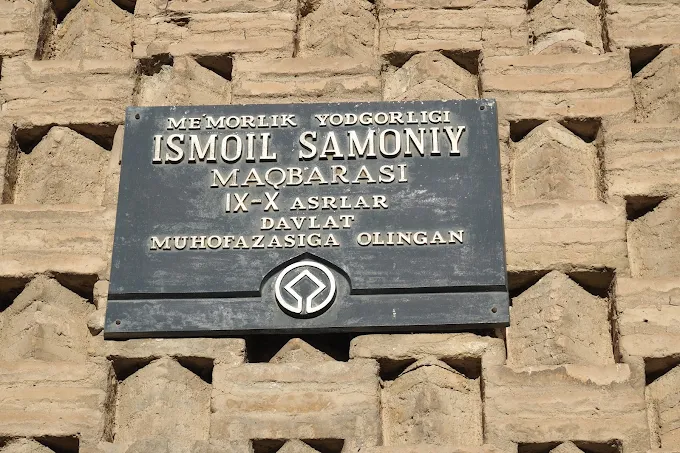 ME'MORLIK YODGORLIGI
ISMOIL SAMONIY
MAQBARASI
IX-X ASRLAR
DAVLAT
MUHOFAZASIGA OLINGAN